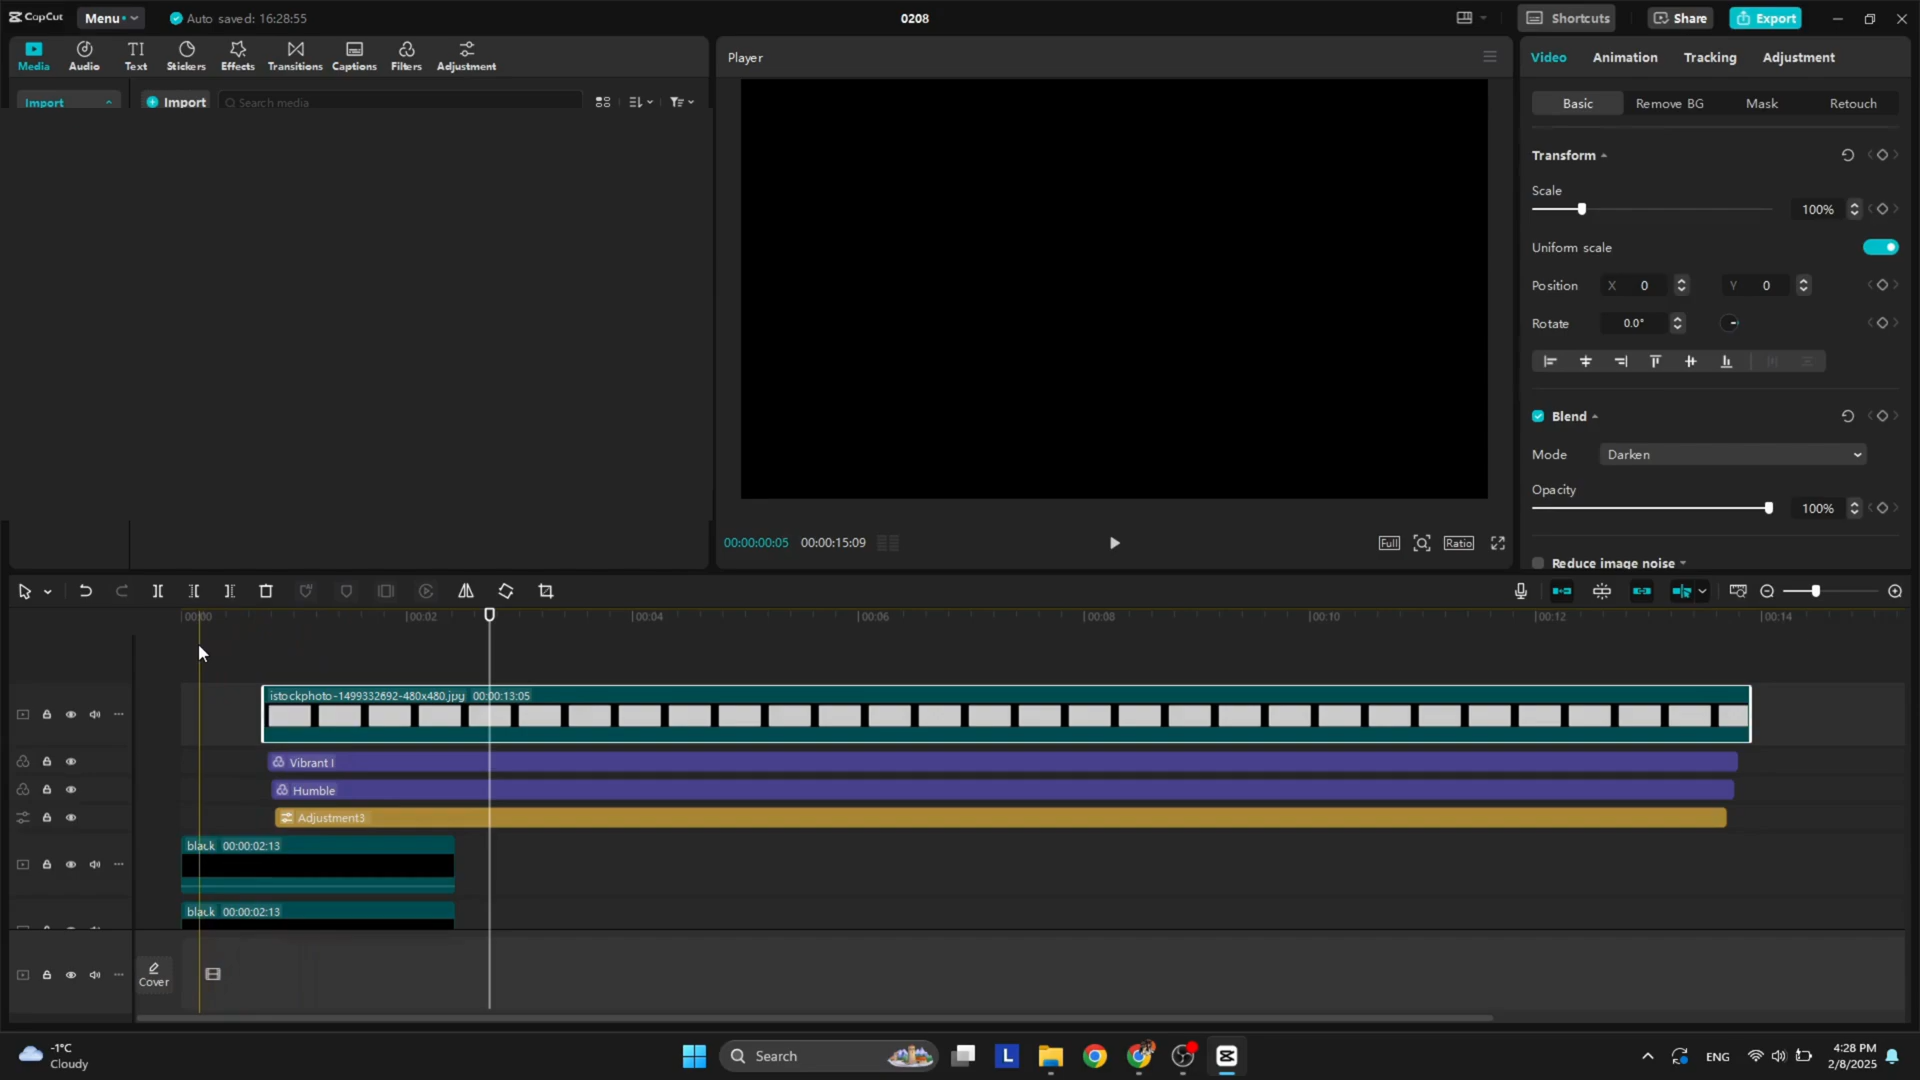 CapCut Menu Auto saved: 16:28:55 0208 Shortcuts Share Export
Media Audio Text Stickers Effects Transitions Captions Filters Adjustment
Import Import Search media
Player
Video Animation Tracking Adjustment
Basic Remove BG Mask Retouch
Transform
Scale
100%
Uniform scale
Position X 0 Y 0
Rotate 0.0°
Blend
Mode Darken
Opacity
100%
Reduce image noise
00:00:00:05 00:00:15:09 Full Ratio
00:00 00:02 00:04 00:06 00:08 00:10 00:12 00:14
istockphoto-1499332692-480x480.jpg 00:00:13:05
Vibrant I
Humble
Adjustment3
black 00:00:02:13
black 00:00:02:13
Cover
-1°C
Cloudy
Search
L
ENG
4:28 PM
2/8/2025